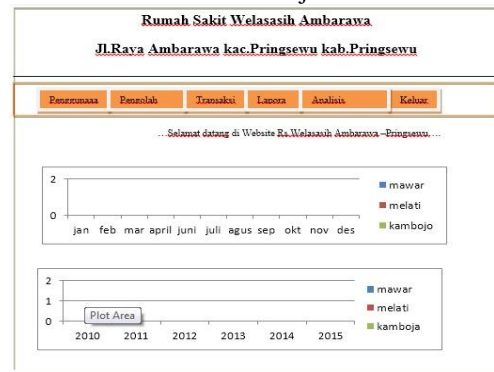 Rumah Sakit Welasasih Ambarawa
Jl.Raya Ambarawa kac.Pringsewu kab.Pringsewu
Pengolah Transaksi Lapora Analisis Keluar
...Selamat datang di Website Rs.Welasasih Ambarawa –Pringsewu....
2
0
jan feb mar april juni juli agus sep okt nov des
mawar
melati
kambojo
2
1
0
Plot Area
2010 2011 2012 2013 2014 2015
mawar
melati
kamboja